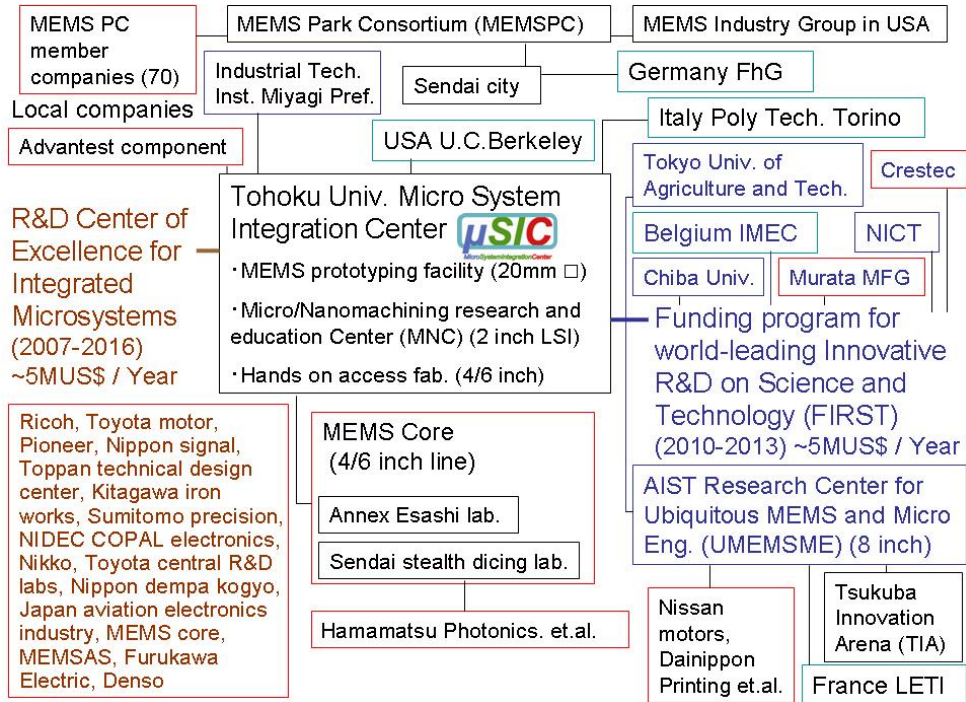 MEMS PC
member
companies (70)
MEMS Park Consortium (MEMSPC)
MEMS Industry Group in USA
Industrial Tech.
Inst. Miyagi Pref.
Sendai city
Germany FhG
Local companies
Advantest component
USA U.C.Berkeley
Italy Poly Tech. Torino
Tokyo Univ. of
Agriculture and Tech.
Crestec
Belgium IMEC
NICT
Chiba Univ.
Murata MFG
R&D Center of
Excellence for
Integrated
Microsystems
(2007-2016)
~5MUS$ / Year
Tohoku Univ. Micro System
Integration Center
µSIC
MicroSystemIntegrationCenter
・MEMS prototyping facility (20mm □)
・Micro/Nanomachining research and
education Center (MNC) (2 inch LSI)
・Hands on access fab. (4/6 inch)
Funding program for
world-leading Innovative
R&D on Science and
Technology (FIRST)
(2010-2013) ~5MUS$ / Year
Ricoh, Toyota motor,
Pioneer, Nippon signal,
Toppan technical design
center, Kitagawa iron
works, Sumitomo precision,
NIDEC COPAL electronics,
Nikko, Toyota central R&D
labs, Nippon dempa kogyo,
Japan aviation electronics
industry, MEMS core,
MEMSAS, Furukawa
Electric, Denso
MEMS Core
(4/6 inch line)
Annex Esashi lab.
Sendai stealth dicing lab.
Hamamatsu Photonics. et.al.
AIST Research Center for
Ubiquitous MEMS and Micro
Eng. (UMEMSME) (8 inch)
Nissan
motors,
Dainippon
Printing et.al.
Tsukuba
Innovation
Arena (TIA)
France LETI